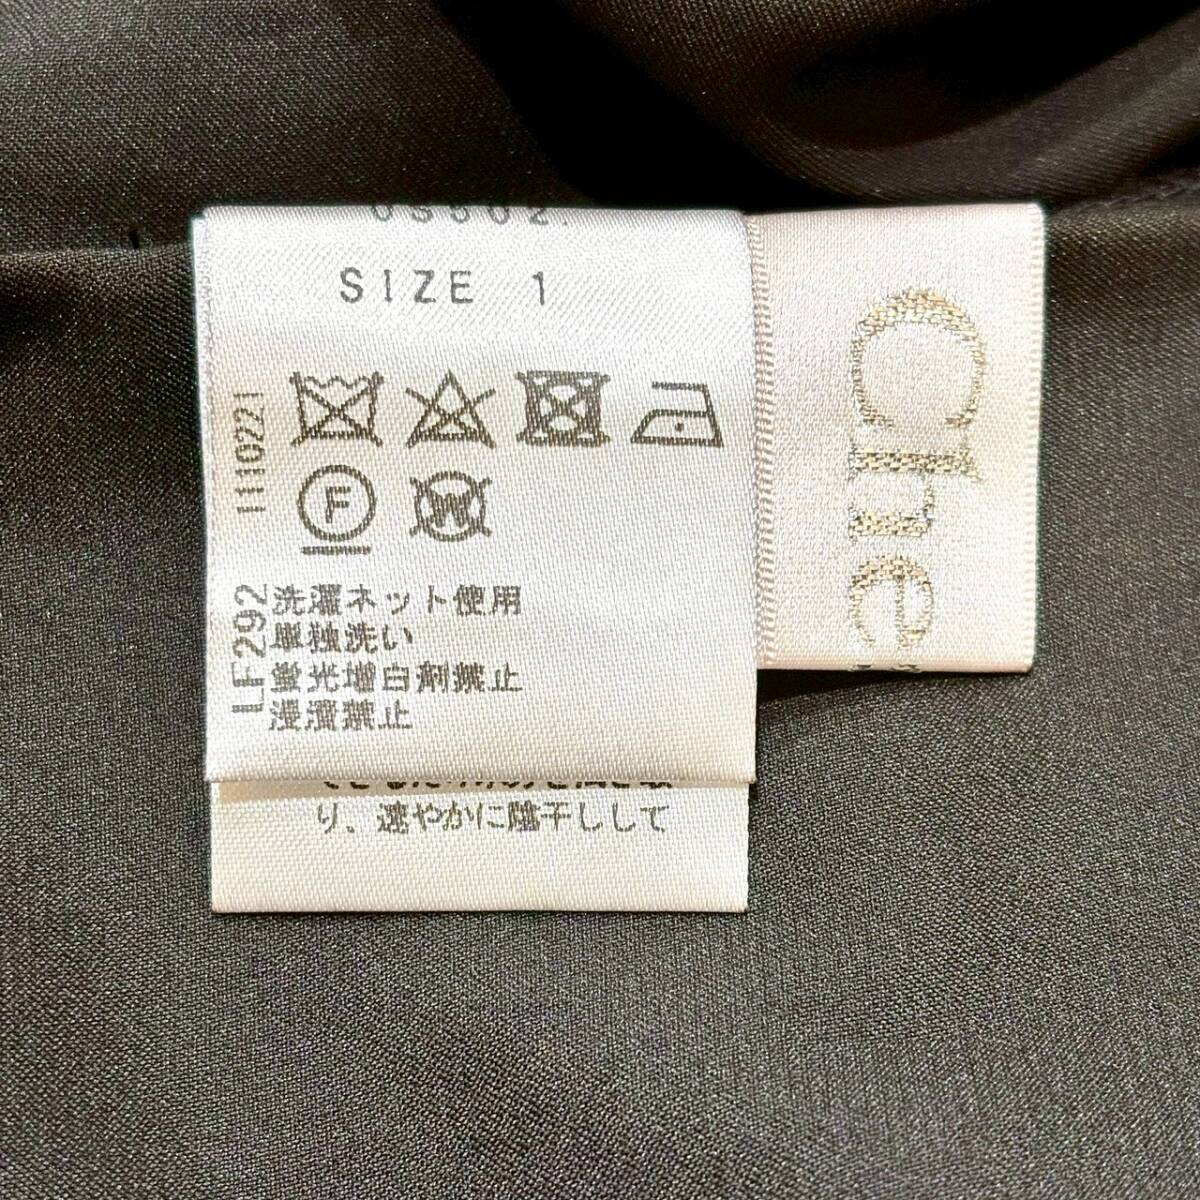 SIZE 1
1110221
F
W
LF292
洗濯ネット使用
単独洗い
蛍光増白剤禁止
浸漬禁止
り、速やかに陰干しして
Che